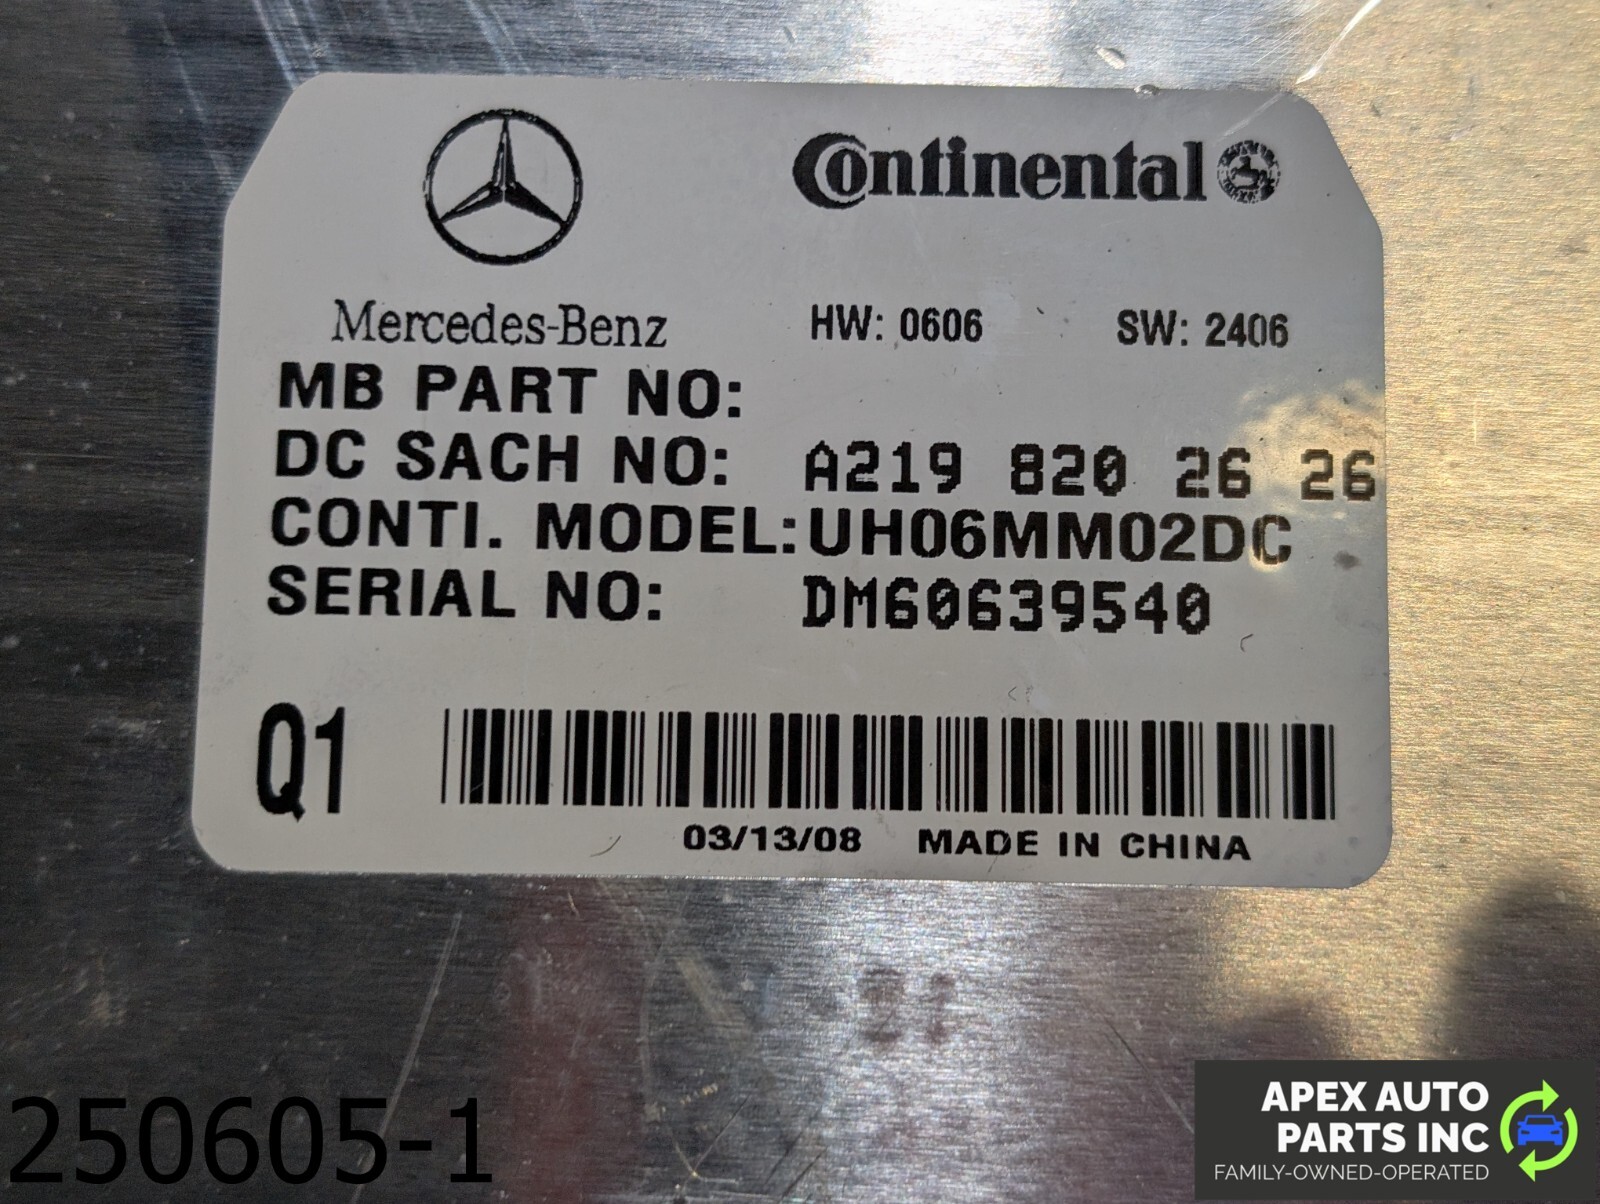 Continental
Mercedes-Benz
HW: 0606 SW: 2406
MB PART NO:
DC SACH NO: A219 820 26 26
CONTI. MODEL: UH06MM02DC
SERIAL NO: DM60639540
Q1
03/13/08 MADE IN CHINA
250605-1
APEX AUTO
PARTS INC
FAMILY-OWNED-OPERATED